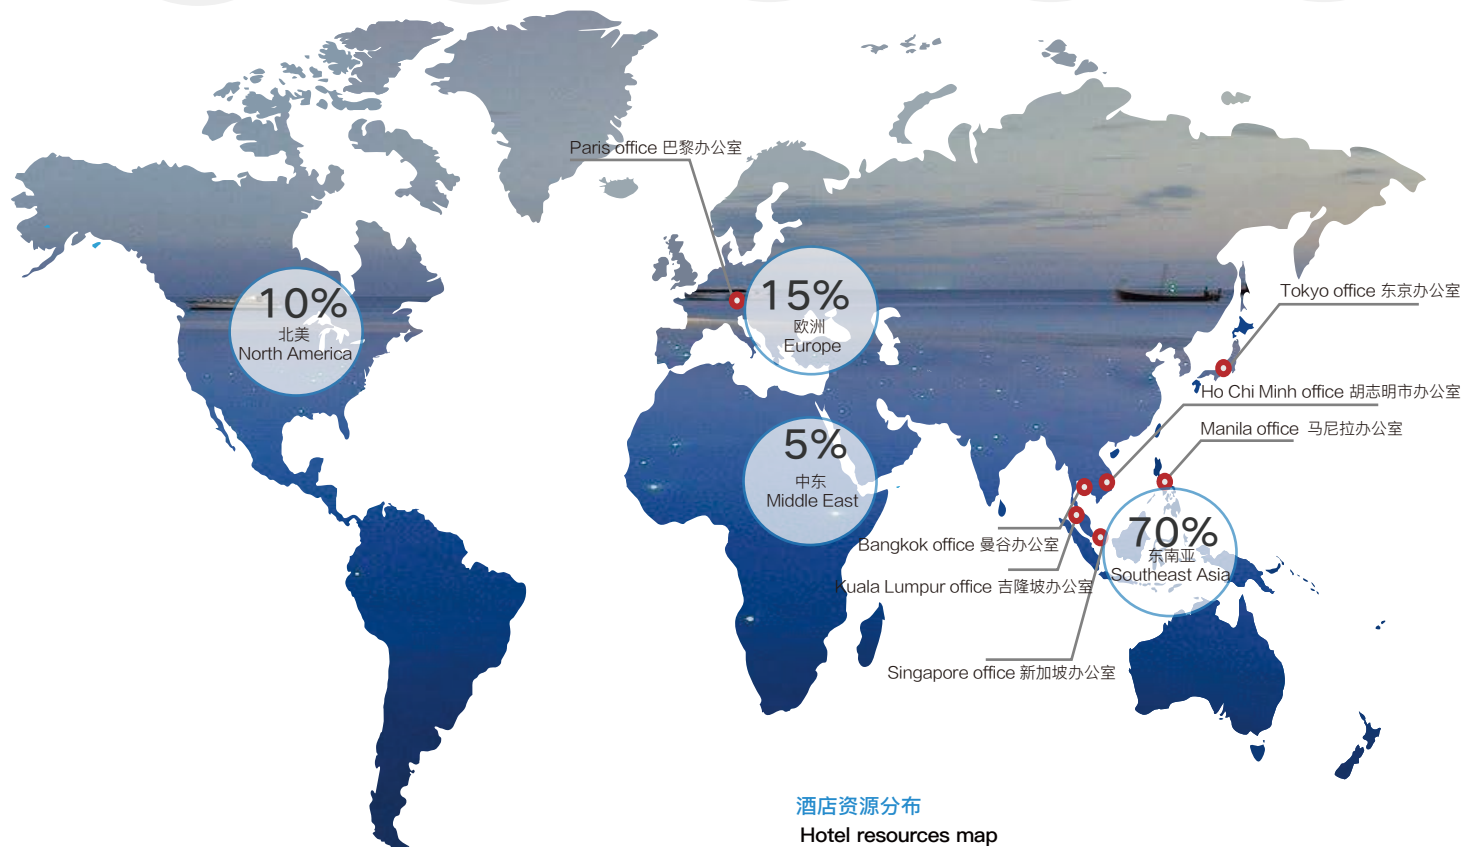 Paris office 巴黎办公室
10%
北美
North America
15%
欧洲
Europe
Tokyo office 东京办公室
Ho Chi Minh office 胡志明市办公室
Manila office 马尼拉办公室
5%
中东
Middle East
70%
东南亚
Southeast Asia
Bangkok office 曼谷办公室
Kuala Lumpur office 吉隆坡办公室
Singapore office 新加坡办公室
酒店资源分布
Hotel resources map